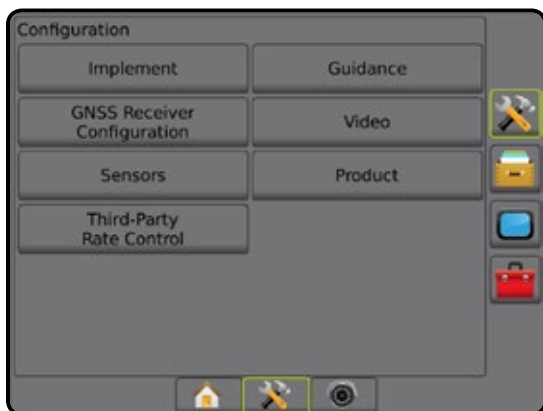 Configuration
Implement
Guidance
GNSS Receiver
Configuration
Video
Sensors
Product
Third-Party
Rate Control